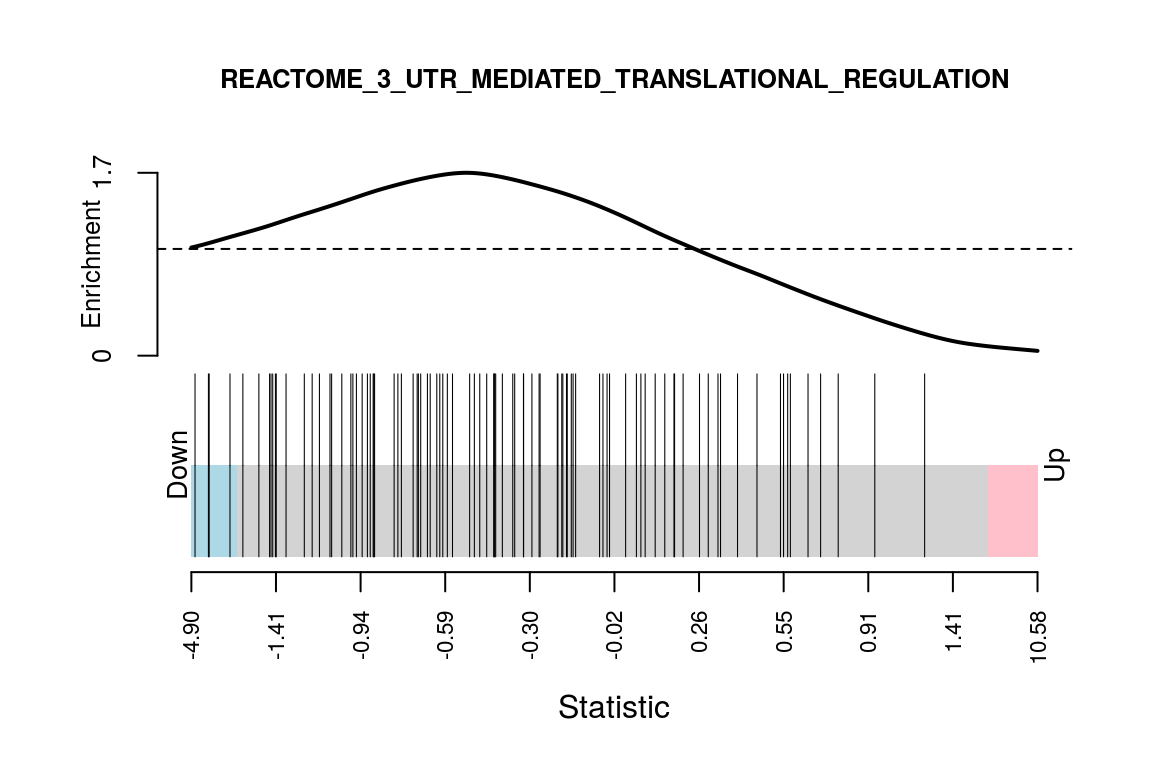 REACTOME_3_UTR_MEDIATED_TRANSLATIONAL_REGULATION
1.7
Enrichment
0
Down
Up
-4.90 -1.41 -0.94 -0.59 -0.30 -0.02 0.26 0.55 0.91 1.41 10.58
Statistic